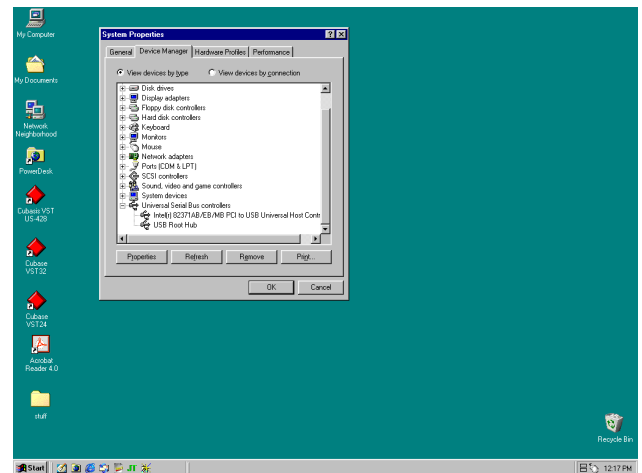 My Computer
My Documents
Network
Neighborhood
PowerDesk
Cubasis VST
US-428
Cubase
VST32
Cubase
VST24
Acrobat
Reader 4.0
stuff
System Properties
General
Device Manager
Hardware Profiles
Performance
View devices by type
View devices by connection
Disk drives
Display adapters
Floppy disk controllers
Hard disk controllers
Keyboard
Monitors
Mouse
Network adapters
Ports (COM & LPT)
SCSI controllers
Sound, video and game controllers
System devices
Universal Serial Bus controllers
Intel(r) 82371AB/EB/MB PCI to USB Universal Host Contr
USB Root Hub
Properties
Refresh
Remove
Print...
OK
Cancel
Recycle Bin
Start
12:17 PM